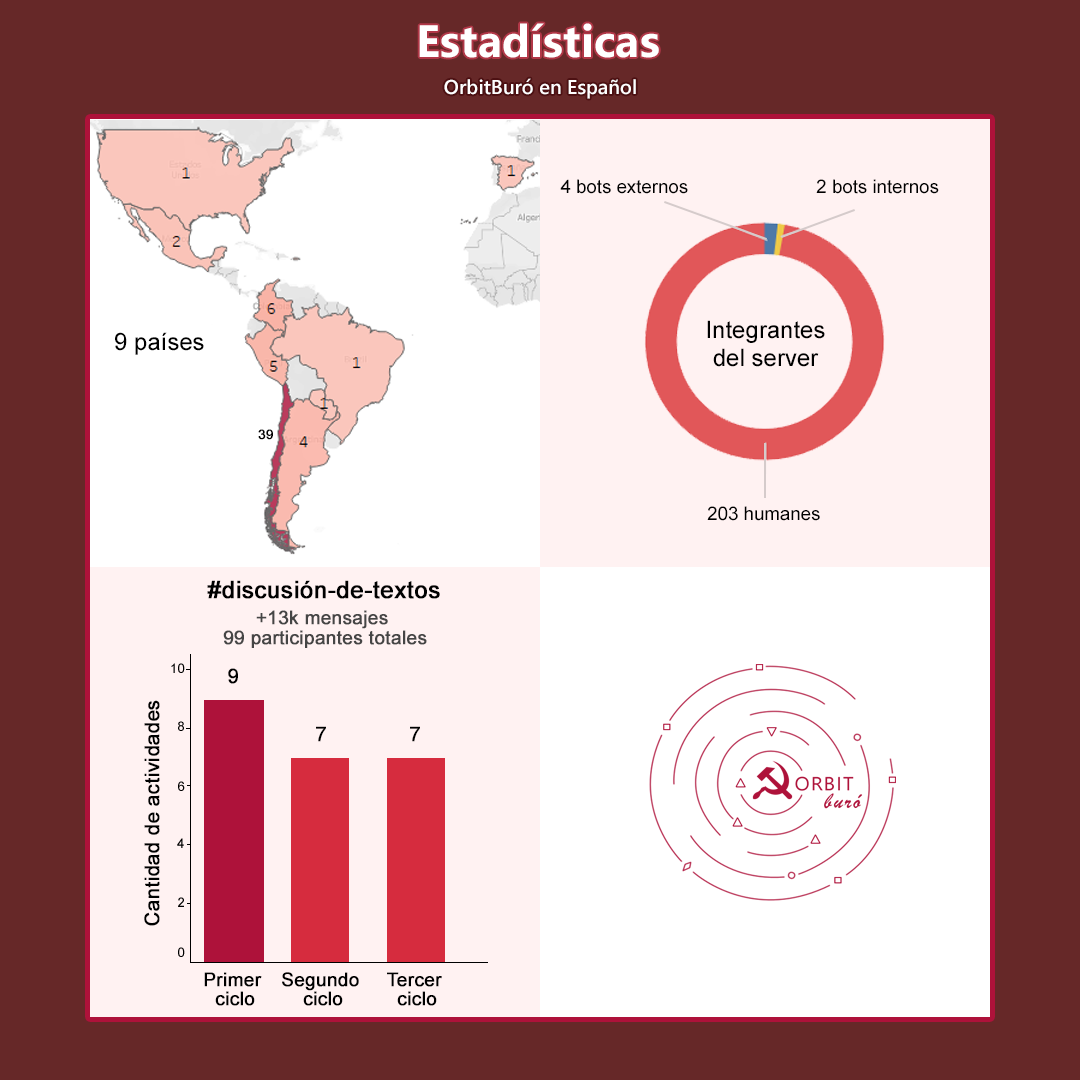 Estadísticas
OrbitBuró en Español
Franc
1
1
Alger
2
6
9 países
5
1
1
39
4
4 bots externos
2 bots internos
Integrantes
del server
203 humanes
#discusión-de-textos
+13k mensajes
99 participantes totales
Cantidad de actividades
10
8
6
4
2
0
9
7
7
Primer
ciclo
Segundo
ciclo
Tercer
ciclo
ORBIT
buró